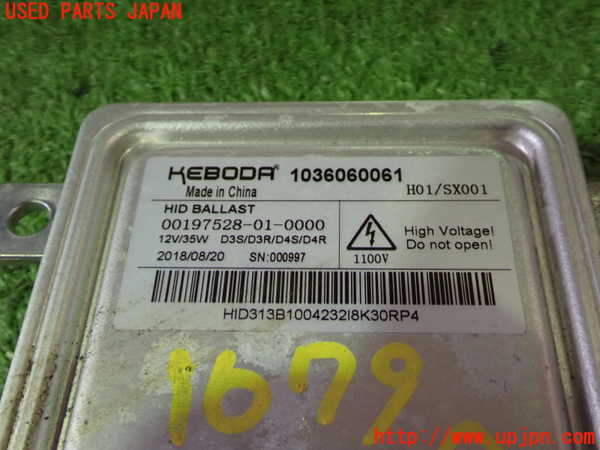 USED PARTS JAPAN
KEBODA 1036060061
Made in China
H01/SX001
HID BALLAST
00197528-01-0000
12V/35W D3S/D3R/D4S/D4R
2018/08/20 SN:000997
1100V
High Voltage!
Do not open!
HID313B1004232I8K30RP4
1679
http://www.upjpn.com/